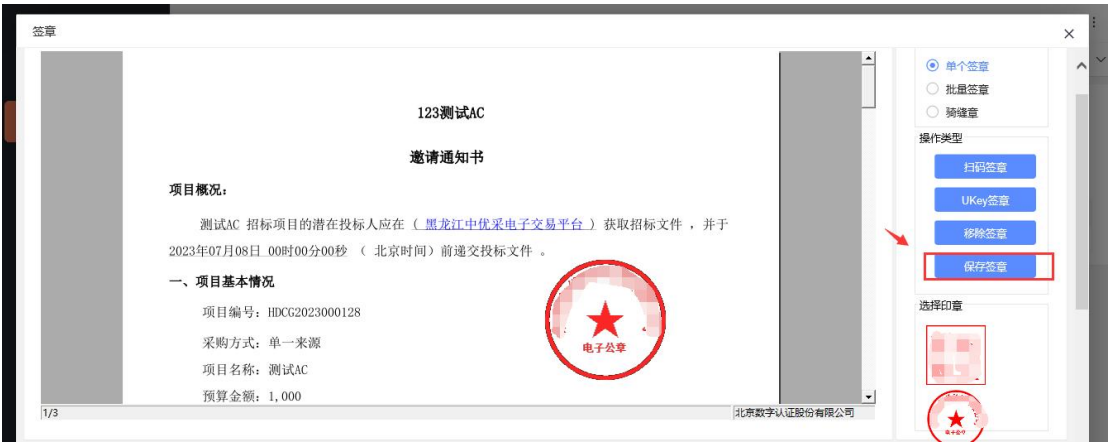 签章
123测试AC
邀请通知书
项目概况：
测试AC 招标项目的潜在投标人应在 （ 黑龙江中优采电子交易平台 ）获取招标文件 ，并于
2023年07月08日 00时00分00秒 （ 北京时间）前递交投标文件 。
一、项目基本情况
项目编号：HDCG2023000128
采购方式：单一来源
项目名称：测试AC
预算金额：1,000
电子公章
1/3
北京数字认证股份有限公司
单个签章
批量签章
骑缝章
操作类型
扫码签章
UKey签章
移除签章
保存签章
选择印章